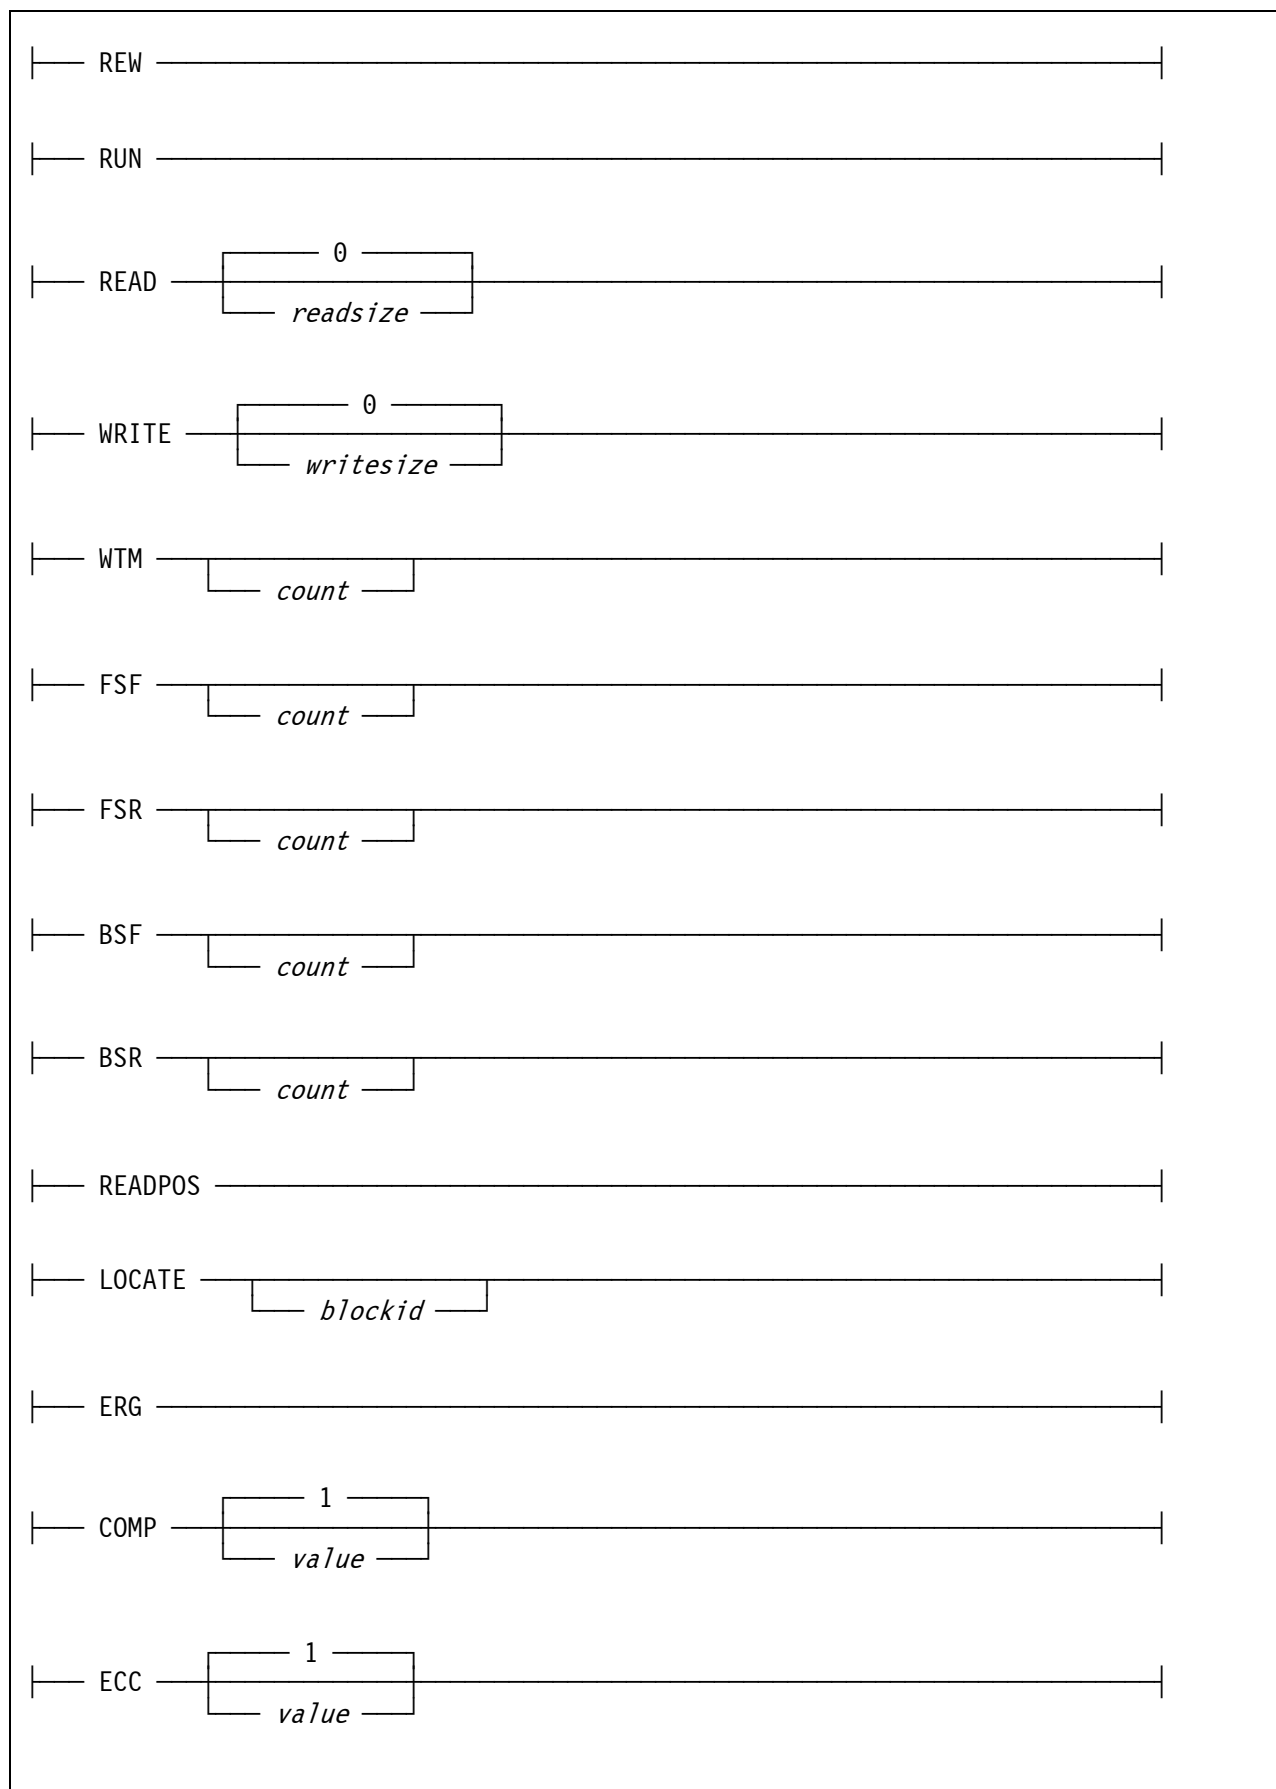 REW
RUN
0
READ
readsize
0
WRITE
writesize
WTM
count
FSF
count
FSR
count
BSF
count
BSR
count
READPOS
LOCATE
blockid
ERG
1
COMP
value
1
ECC
value